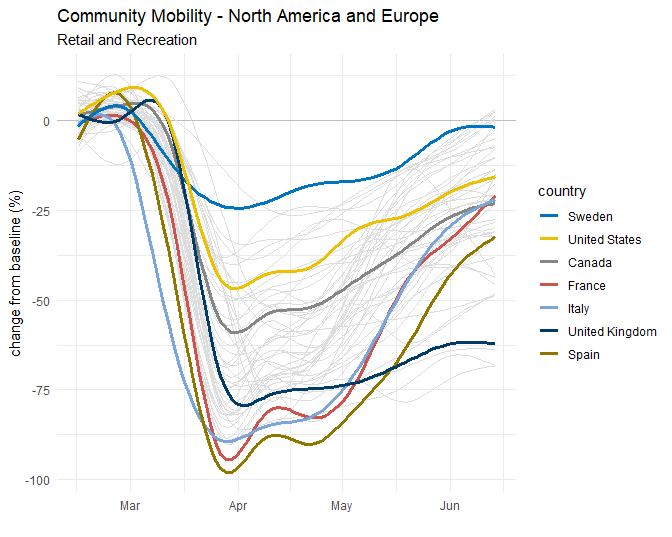 Community Mobility - North America and Europe
Retail and Recreation
change from baseline (%)
0
-25
-50
-75
-100
Mar
Apr
May
Jun
country
Sweden
United States
Canada
France
Italy
United Kingdom
Spain